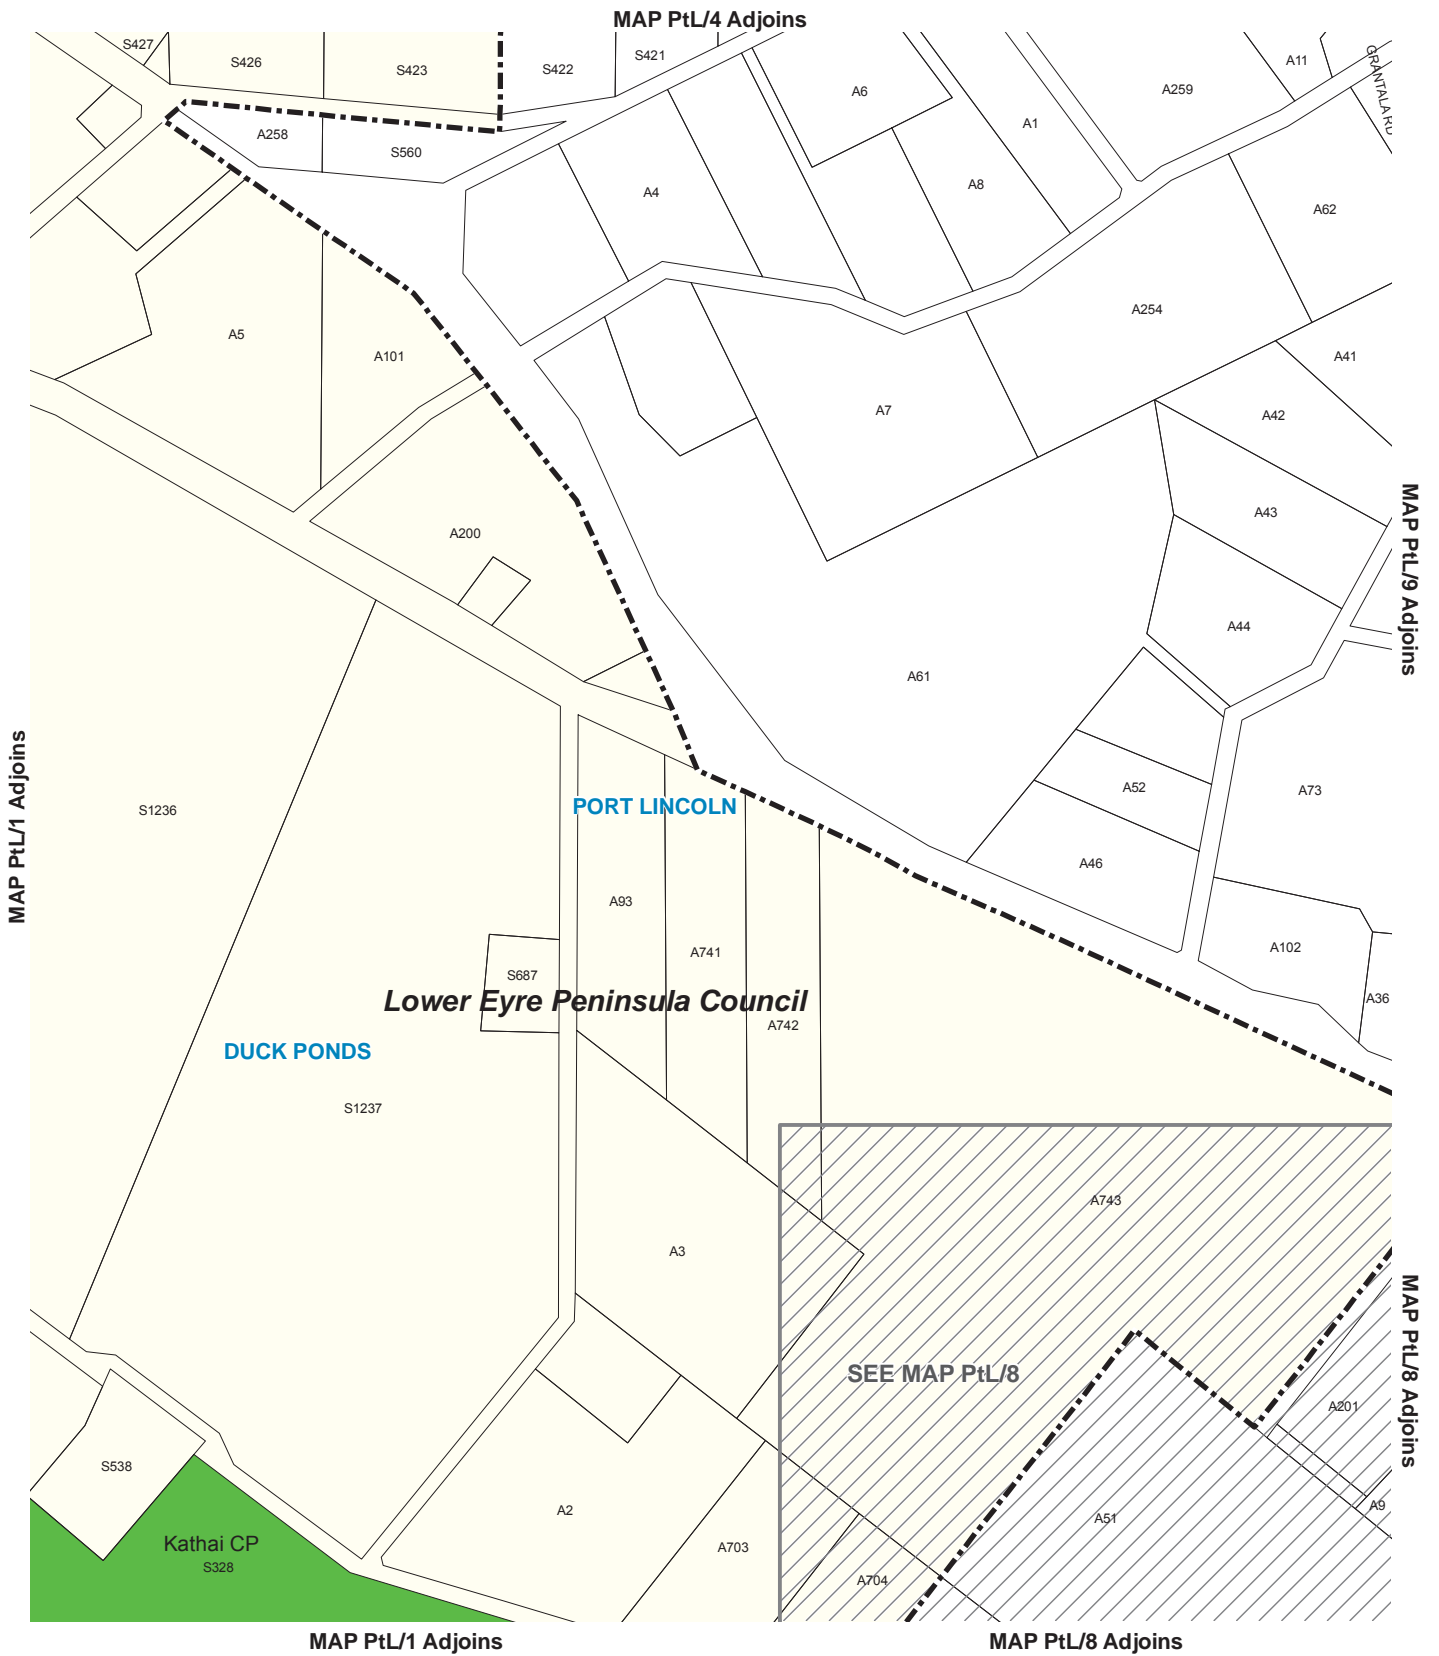 MAP PtL/4 Adjoins
S427
S426
S423
S422
S421
A6
A259
A11
GRANTALA RD
A258
S560
A1
A4
A8
A62
A254
A5
A101
A41
A7
A42
A43
A200
MAP PtL/9 Adjoins
A44
A61
MAP PtL/1 Adjoins
S1236
PORT LINCOLN
A52
A73
A46
A93
A741
A102
S687
Lower Eyre Peninsula Council
A36
A742
DUCK PONDS
S1237
A743
A3
MAP PtL/8 Adjoins
SEE MAP PtL/8
A201
S538
A2
A9
A51
Kathai CP
A703
S328
A704
MAP PtL/1 Adjoins
MAP PtL/8 Adjoins